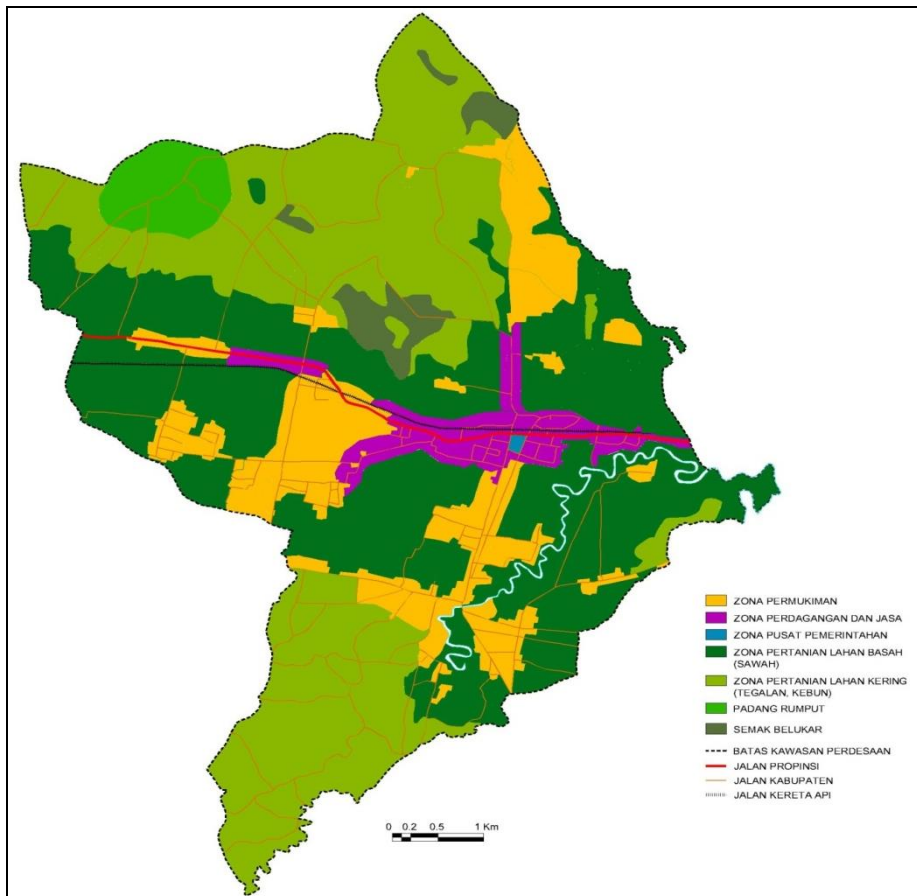 ZONA PERMUKIMAN
ZONA PERDAGANGAN DAN JASA
ZONA PUSAT PEMERINTAHAN
ZONA PERTANIAN LAHAN BASAH
(SAWAH)
ZONA PERTANIAN LAHAN KERING
(TEGALAN, KEBUN)
PADANG RUMPUT
SEMAK BELUKAR
BATAS KAWASAN PERDESAAN
JALAN PROPINSI
JALAN KABUPATEN
JALAN KERETA API
0 0.2 0.5 1 Km